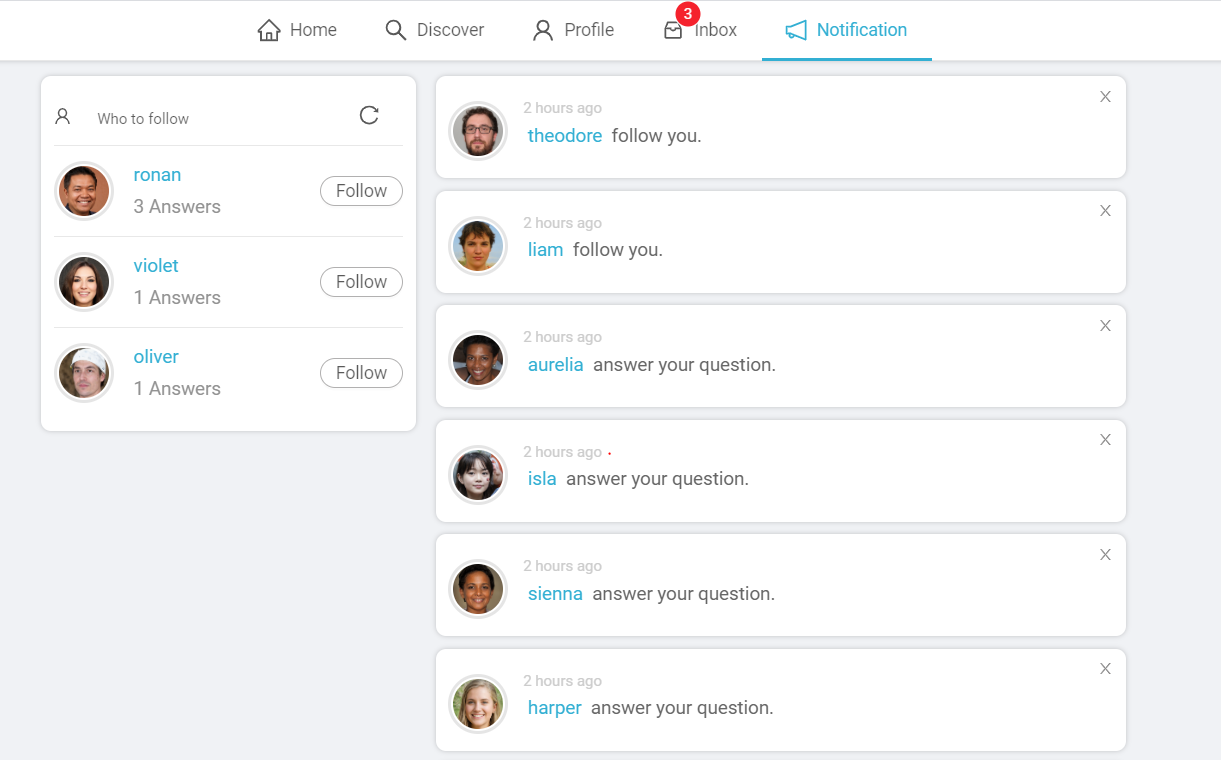 Home Discover Profile 3 Inbox Notification
Who to follow
ronan
3 Answers
Follow
violet
1 Answers
Follow
oliver
1 Answers
Follow
2 hours ago
X
theodore follow you.
2 hours ago
X
liam follow you.
2 hours ago
X
aurelia answer your question.
2 hours ago
X
isla answer your question.
2 hours ago
X
sienna answer your question.
2 hours ago
X
harper answer your question.